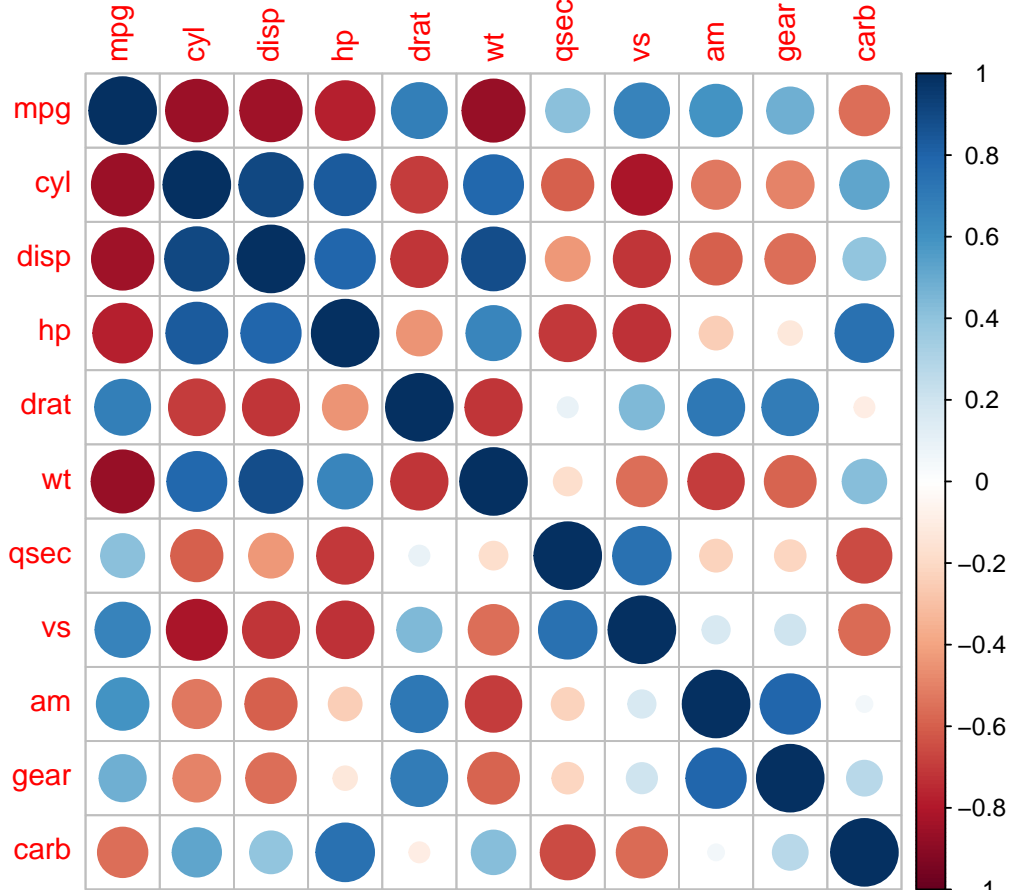 mpg cyl disp hp drat wt qsec vs am gear carb
mpg
cyl
disp
hp
drat
wt
qsec
vs
am
gear
carb
1
0.8
0.6
0.4
0.2
0
−0.2
−0.4
−0.6
−0.8
−1